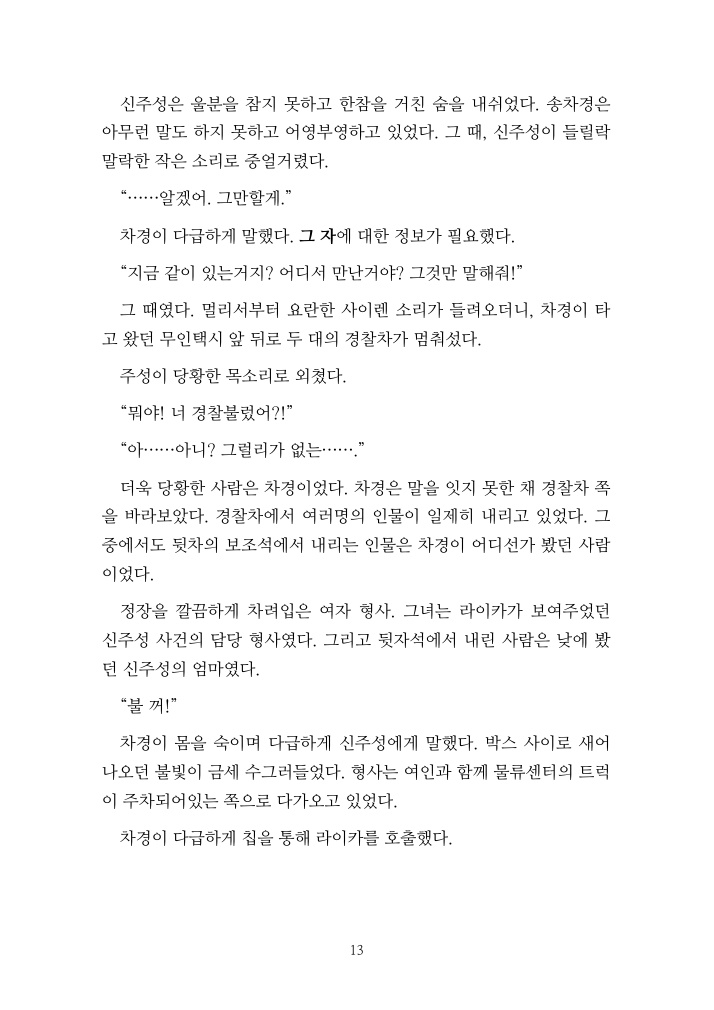 신주성은 울분을 참지 못하고 한참을 거친 숨을 내쉬었다. 송차경은
아무런 말도 하지 못하고 어영부영하고 있었다. 그 때, 신주성이 들릴락
말락한 작은 소리로 중얼거렸다.
“……알겠어. 그만할게.”
차경이 다급하게 말했다. 그 자에 대한 정보가 필요했다.
“지금 같이 있는거지? 어디서 만난거야? 그것만 말해줘!”
그 때였다. 멀리서부터 요란한 사이렌 소리가 들려오더니, 차경이 타
고 왔던 무인택시 앞 뒤로 두 대의 경찰차가 멈춰섰다.
주성이 당황한 목소리로 외쳤다.
“뭐야! 너 경찰불렀어?!”
“아……아니? 그럴리가 없는…….”
더욱 당황한 사람은 차경이었다. 차경은 말을 잇지 못한 채 경찰차 쪽
을 바라보았다. 경찰차에서 여러명의 인물이 일제히 내리고 있었다. 그
중에서도 뒷차의 보조석에서 내리는 인물은 차경이 어디선가 봤던 사람
이었다.
정장을 깔끔하게 차려입은 여자 형사. 그녀는 라이카가 보여주었던
신주성 사건의 담당 형사였다. 그리고 뒷자석에서 내린 사람은 낮에 봤
던 신주성의 엄마였다.
“불 꺼!”
차경이 몸을 숙이며 다급하게 신주성에게 말했다. 박스 사이로 새어
나오던 불빛이 금세 수그러들었다. 형사는 여인과 함께 물류센터의 트럭
이 주차되어있는 쪽으로 다가오고 있었다.
차경이 다급하게 칩을 통해 라이카를 호출했다.
13